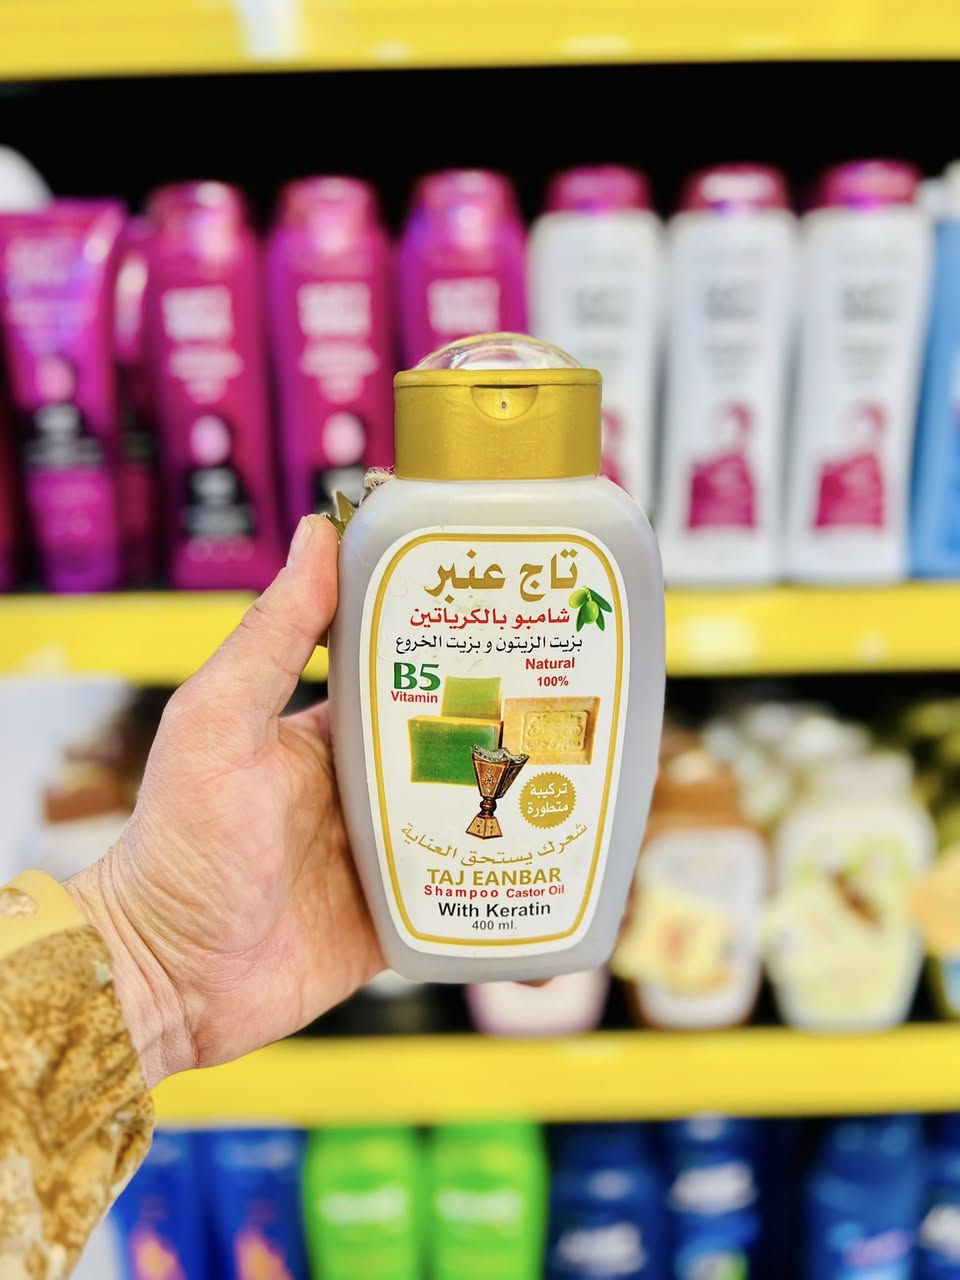 تاج عنبر
شامبو بالكرياتين
بزيت الزيتون و بزيت الخروع
B5
Vitamin
Natural
100%
تركيبة
متطورة
شعرك يستحق العناية
TAJ EANBAR
Shampoo Castor Oil
With Keratin
400 ml.